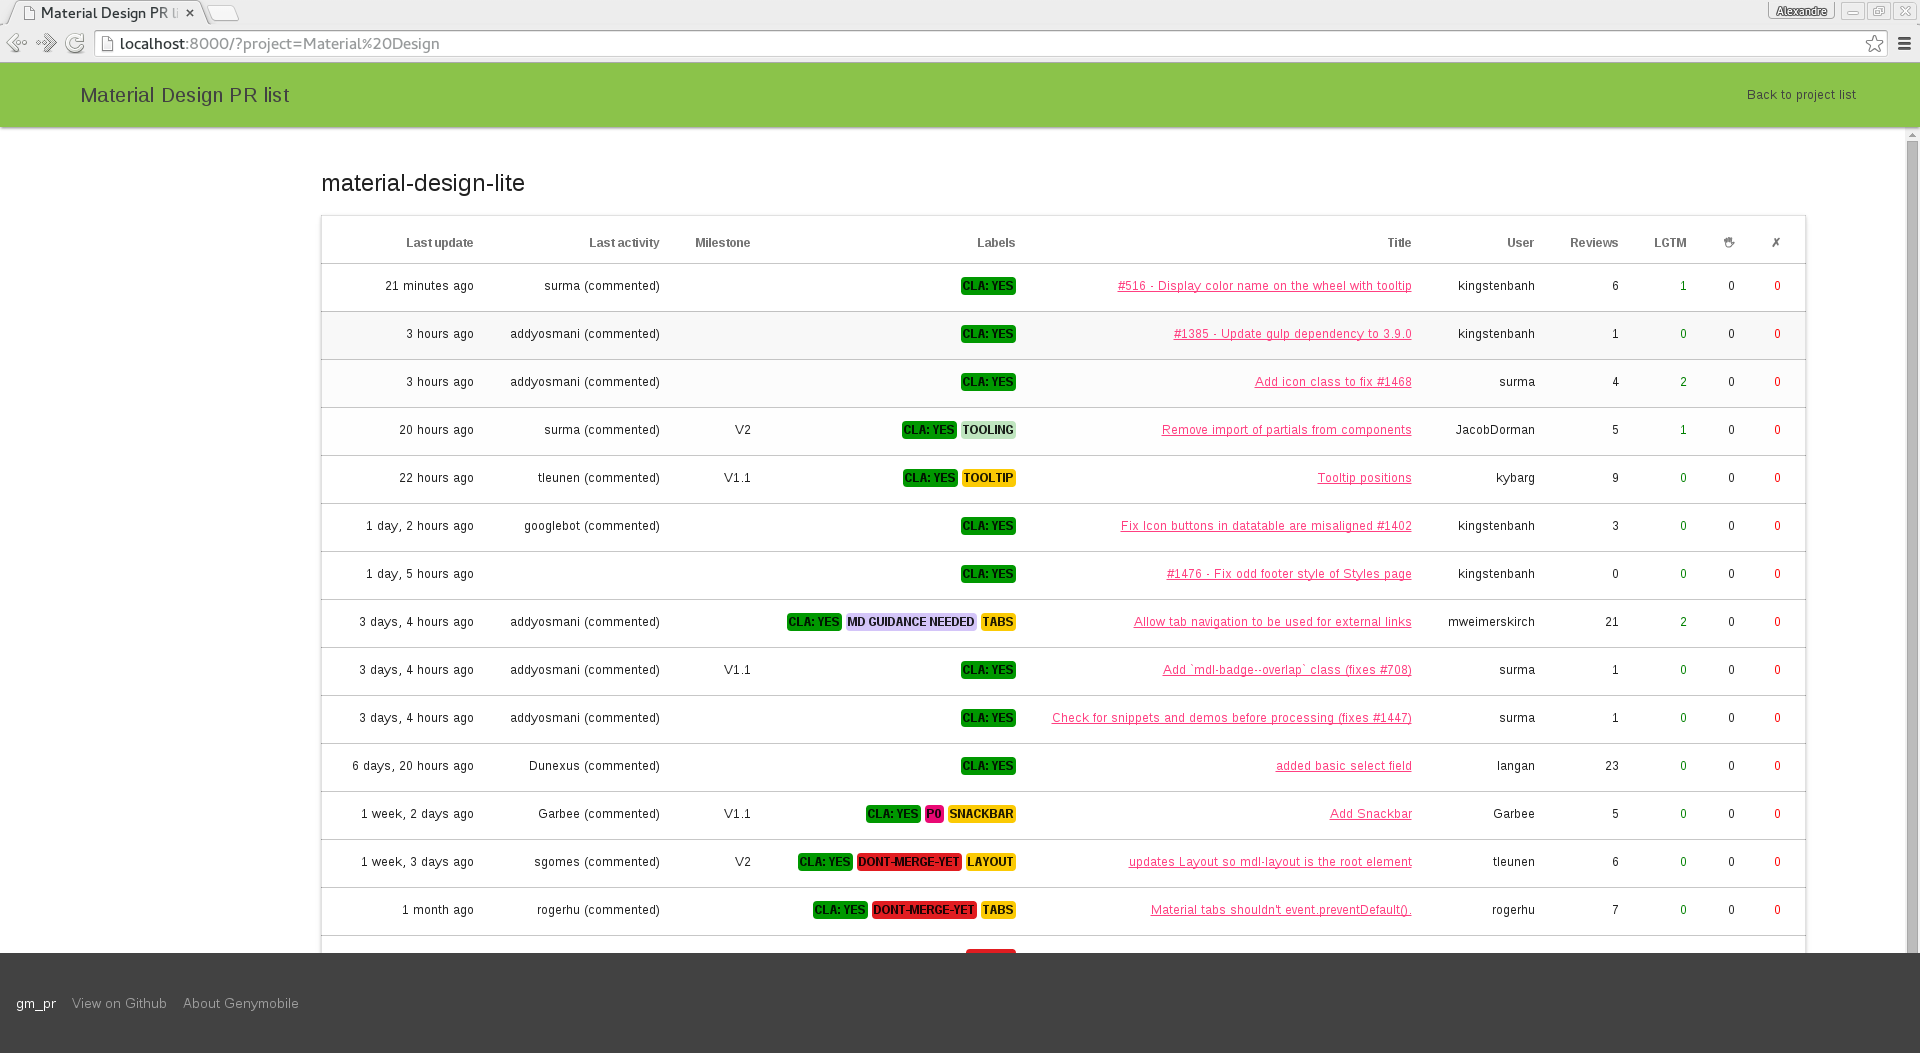 Material Design PR li
Alexandre
localhost:8000/?project=Material%20Design
Material Design PR list
Back to project list
material-design-lite
Last update Last activity Milestone Labels Title User Reviews LGTM 🖑 ✗
21 minutes ago surma (commented) CLA: YES #516 - Display color name on the wheel with tooltip kingstenbanh 6 1 0 0
3 hours ago addyosmani (commented) CLA: YES #1385 - Update gulp dependency to 3.9.0 kingstenbanh 1 0 0 0
3 hours ago addyosmani (commented) CLA: YES Add icon class to fix #1468 surma 4 2 0 0
20 hours ago surma (commented) V2 CLA: YES TOOLING Remove import of partials from components JacobDorman 5 1 0 0
22 hours ago tleunen (commented) V1.1 CLA: YES TOOLTIP Tooltip positions kybarg 9 0 0 0
1 day, 2 hours ago googlebot (commented) CLA: YES Fix Icon buttons in datatable are misaligned #1402 kingstenbanh 3 0 0 0
1 day, 5 hours ago CLA: YES #1476 - Fix odd footer style of Styles page kingstenbanh 0 0 0 0
3 days, 4 hours ago addyosmani (commented) CLA: YES MD GUIDANCE NEEDED TABS Allow tab navigation to be used for external links mweimerskirch 21 2 0 0
3 days, 4 hours ago addyosmani (commented) V1.1 CLA: YES Add `mdl-badge--overlap` class (fixes #708) surma 1 0 0 0
3 days, 4 hours ago addyosmani (commented) CLA: YES Check for snippets and demos before processing (fixes #1447) surma 1 0 0 0
6 days, 20 hours ago Dunexus (commented) CLA: YES added basic select field langan 23 0 0 0
1 week, 2 days ago Garbee (commented) V1.1 CLA: YES P0 SNACKBAR Add Snackbar Garbee 5 0 0 0
1 week, 3 days ago sgomes (commented) V2 CLA: YES DONT-MERGE-YET LAYOUT updates Layout so mdl-layout is the root element tleunen 6 0 0 0
1 month ago rogerhu (commented) CLA: YES DONT-MERGE-YET TABS Material tabs shouldn't event.preventDefault(). rogerhu 7 0 0 0
gm_pr View on Github About Genymobile